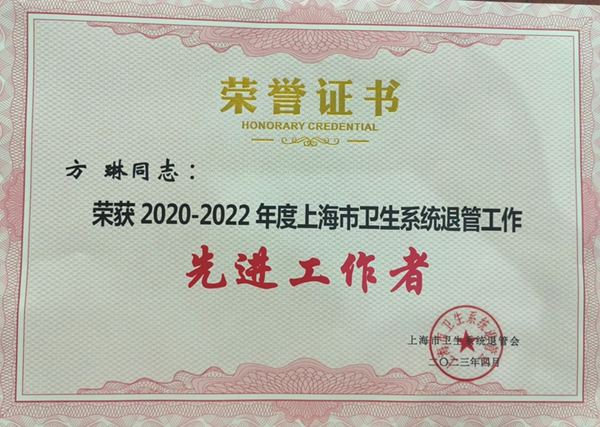 荣誉证书
HONORARY CREDENTIAL
方 琳同志：
荣获 2020-2022 年度上海市卫生系统退管工作
先进工作者
上海市卫生系统退管会
二〇二三年四月